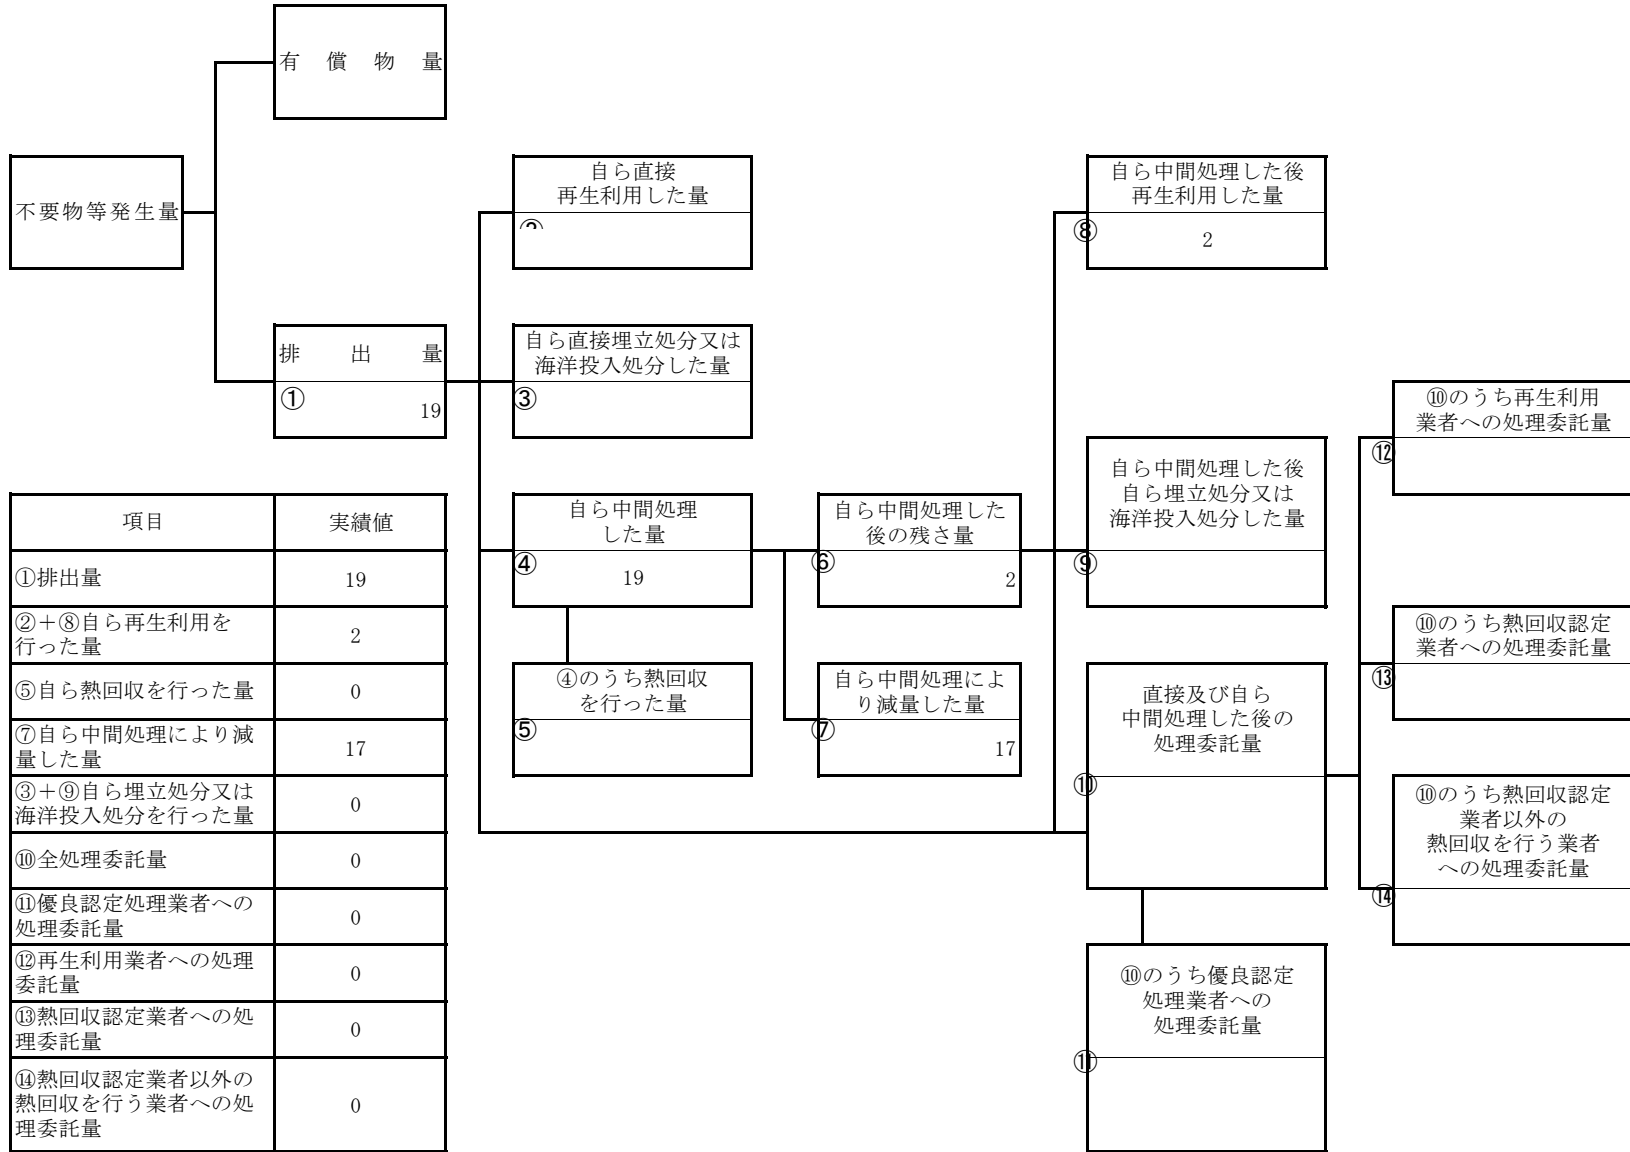 有償物量
不要物等発生量
排出量
①
19
自ら直接
再生利用した量
自ら直接埋立処分又は
海洋投入処分した量
③
自ら中間処理
した量
④
19
④のうち熱回収
を行った量
⑤
自ら中間処理した
後の残さ量
⑥
2
自ら中間処理によ
り減量した量
⑦
17
自ら中間処理した後
再生利用した量
⑧
2
自ら中間処理した後
自ら埋立処分又は
海洋投入処分した量
⑨
直接及び自ら
中間処理した後の
処理委託量
⑩
⑩のうち優良認定
処理業者への
処理委託量
⑪
⑩のうち再生利用
業者への処理委託量
⑫
⑩のうち熱回収認定
業者への処理委託量
⑬
⑩のうち熱回収認定
業者以外の
熱回収を行う業者
への処理委託量
⑭
項目 実績値
①排出量 19
②＋⑧自ら再生利用を
行った量 2
⑤自ら熱回収を行った量 0
⑦自ら中間処理により減
量した量 17
③＋⑨自ら埋立処分又は
海洋投入処分を行った量 0
⑩全処理委託量 0
⑪優良認定処理業者への
処理委託量 0
⑫再生利用業者への処理
委託量 0
⑬熱回収認定業者への処
理委託量 0
⑭熱回収認定業者以外の
熱回収を行う業者への処
理委託量 0